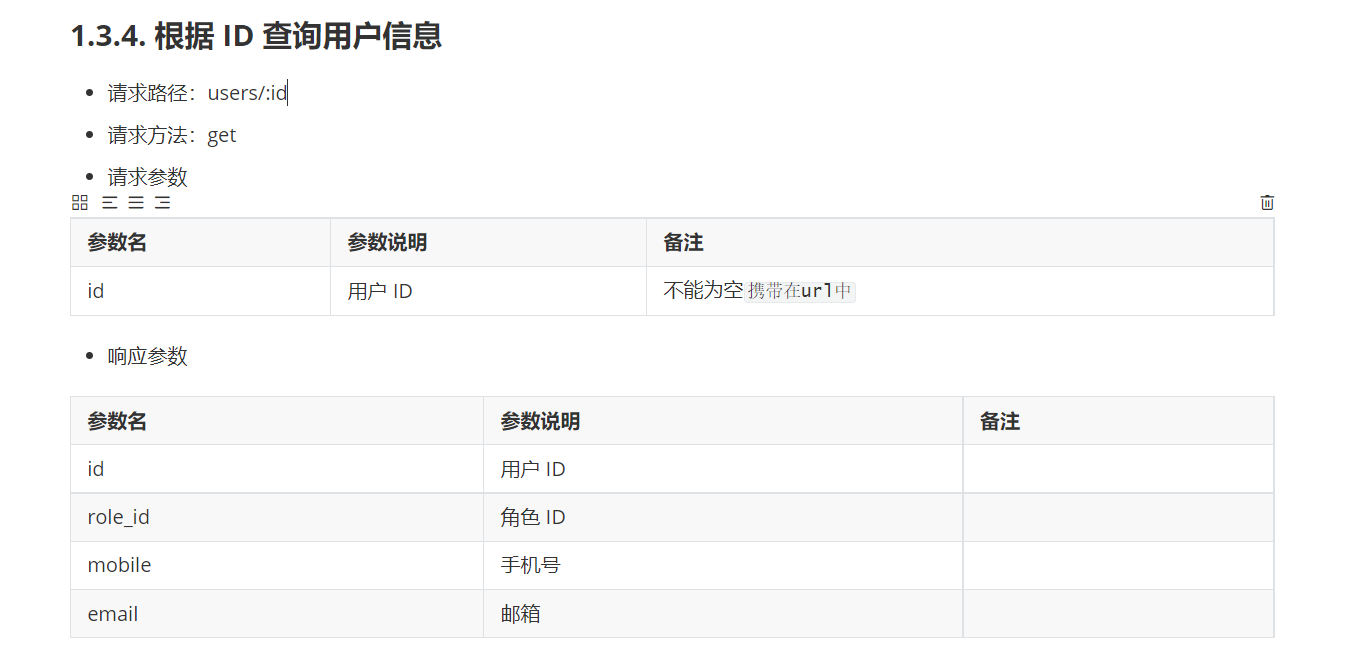 1.3.4. 根据 ID 查询用户信息
请求路径：users/:id
请求方法：get
请求参数
参数名 参数说明 备注
id 用户 ID 不能为空携带在url中
响应参数
参数名 参数说明 备注
id 用户 ID
role_id 角色 ID
mobile 手机号
email 邮箱